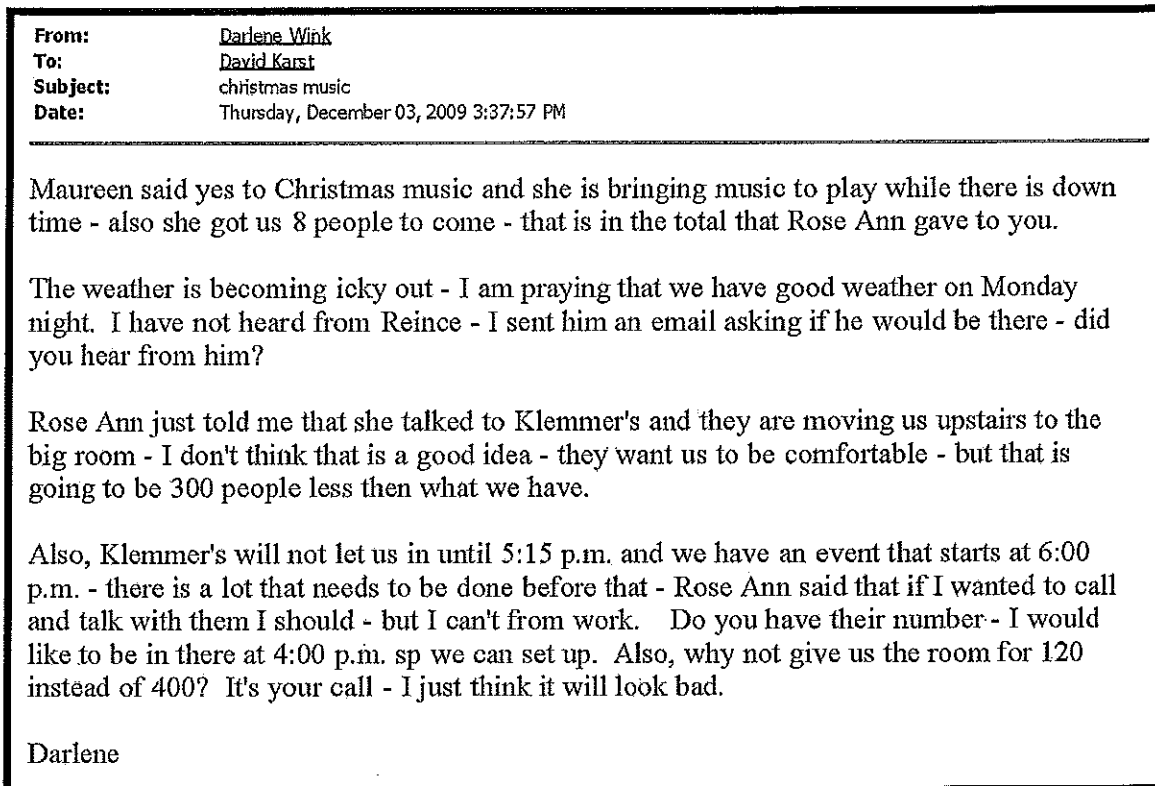 From: Darlene Wink
To: David Karst
Subject: christmas music
Date: Thursday, December 03, 2009 3:37:57 PM
Maureen said yes to Christmas music and she is bringing music to play while there is down
time - also she got us 8 people to come - that is in the total that Rose Ann gave to you.
The weather is becoming icky out - I am praying that we have good weather on Monday
night. I have not heard from Reince - I sent him an email asking if he would be there - did
you hear from him?
Rose Ann just told me that she talked to Klemmer's and they are moving us upstairs to the
big room - I don't think that is a good idea - they want us to be comfortable - but that is
going to be 300 people less then what we have.
Also, Klemmer's will not let us in until 5:15 p.m. and we have an event that starts at 6:00
p.m. - there is a lot that needs to be done before that - Rose Ann said that if I wanted to call
and talk with them I should - but I can't from work. Do you have their number - I would
like to be in there at 4:00 p.m. sp we can set up. Also, why not give us the room for 120
instead of 400? It's your call - I just think it will look bad.
Darlene